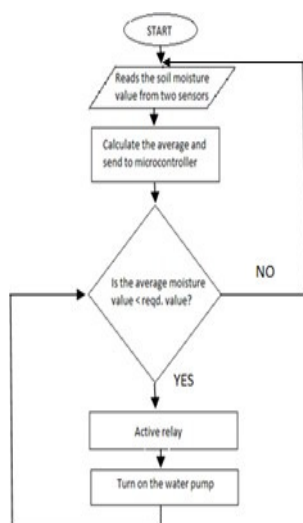 START
Reads the soil moisture
value from two sensors
Calculate the average and
send to microcontroller
Is the average moisture
value < reqd. value?
NO
YES
Active relay
Turn on the water pump